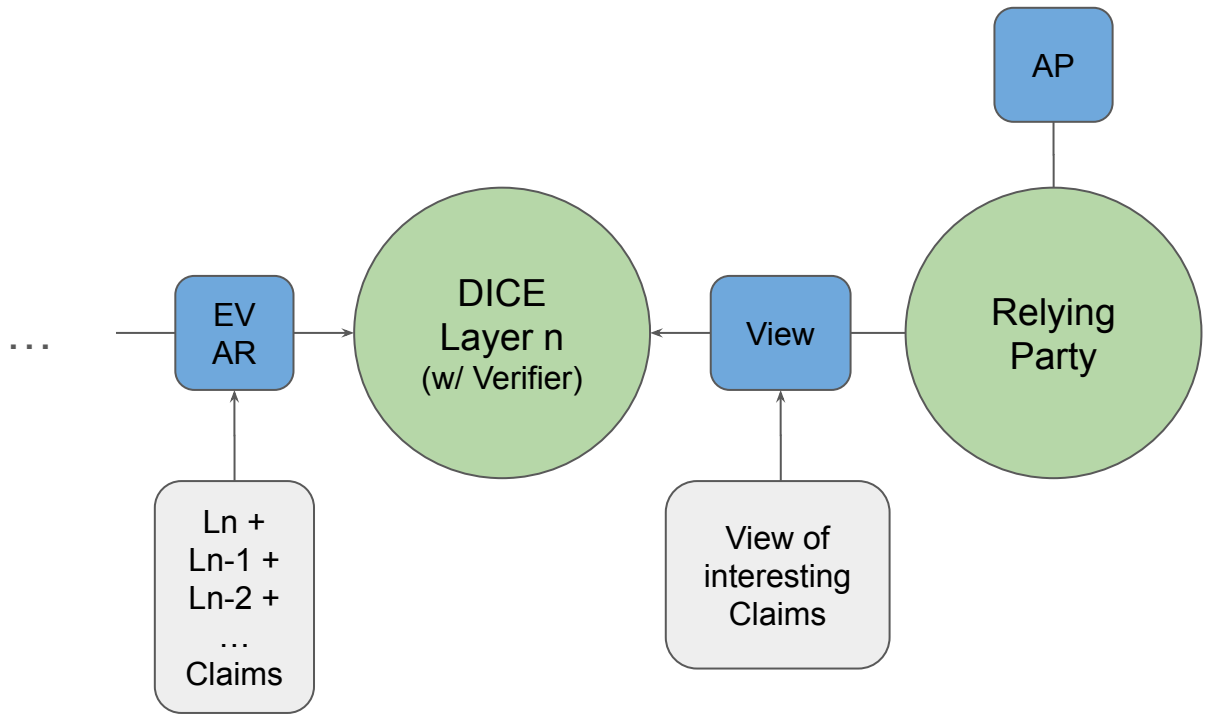 AP
...
EV
AR
DICE
Layer n
(w/ Verifier)
View
Relying
Party
Ln +
Ln-1 +
Ln-2 +
...
Claims
View of
interesting
Claims